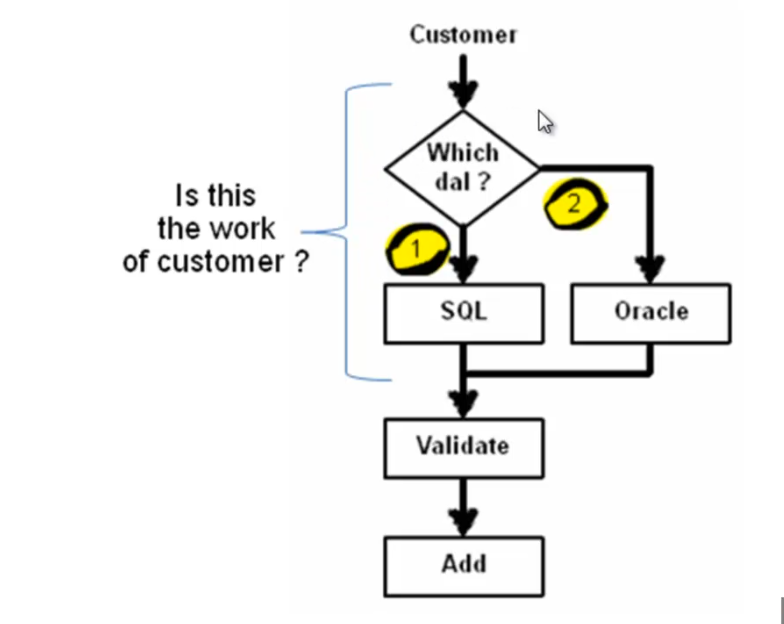 Customer
Which
dal ?
Is this
the work
of customer ?
1
2
SQL
Oracle
Validate
Add